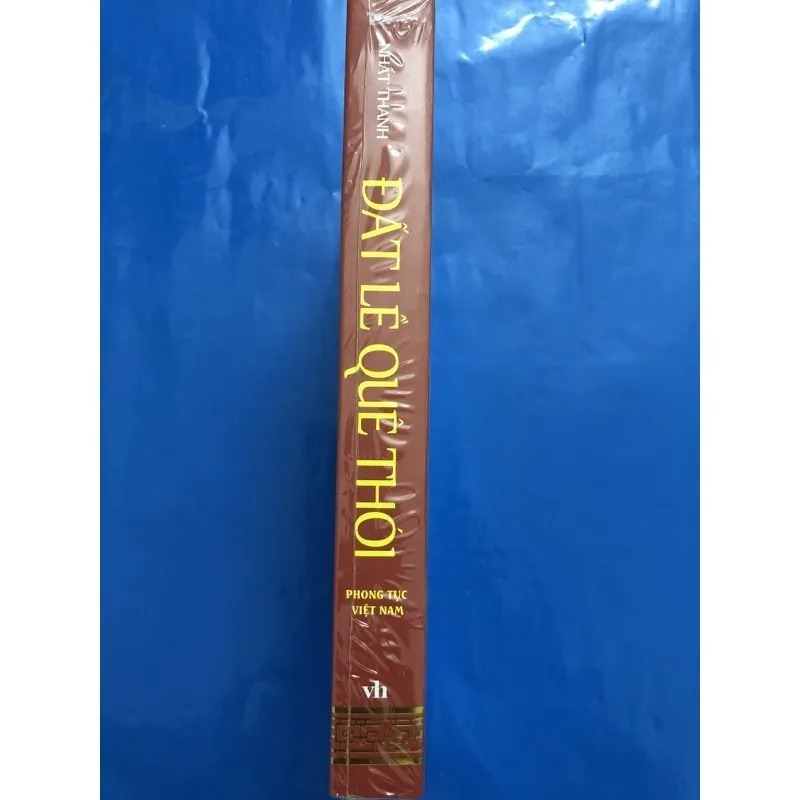 NHẤT THANH
ĐẤT LỀ QUÊ THÓI
PHONG TỤC
VIỆT NAM
vh